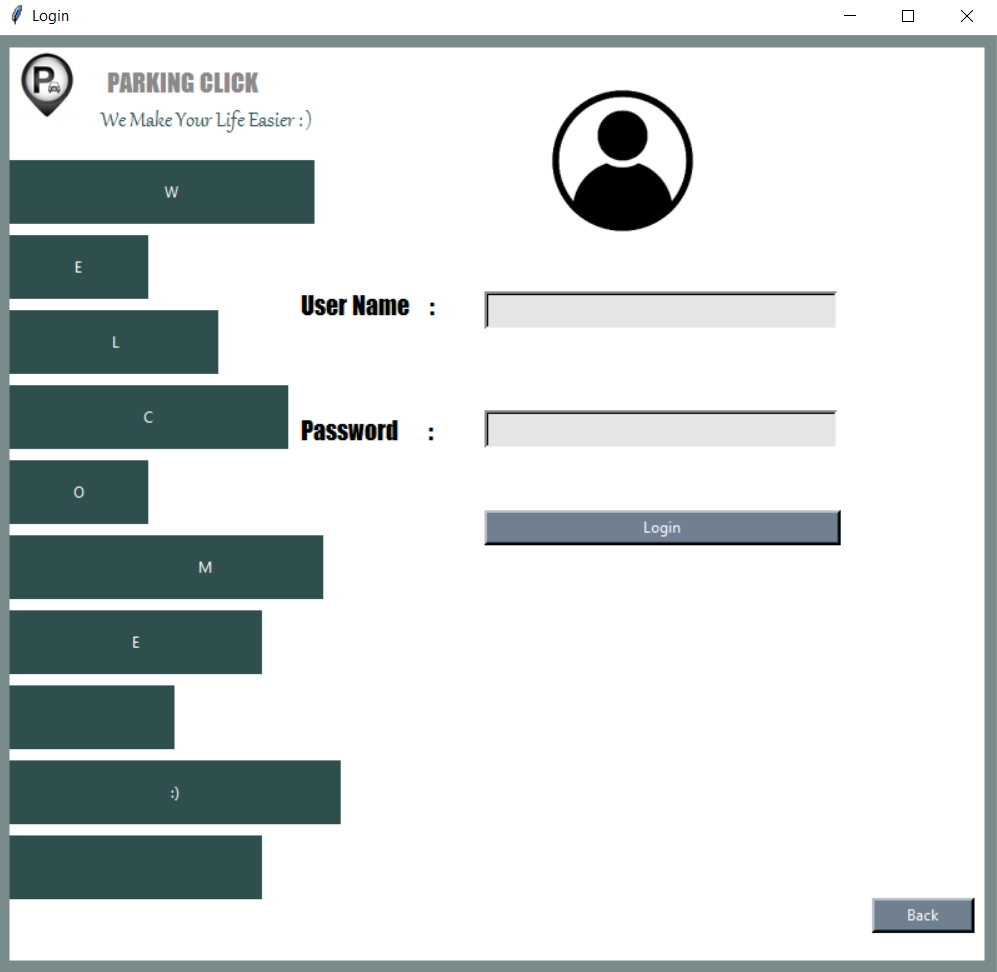 Login
P
PARKING CLICK
We Make Your Life Easier :)
W
E
L
C
O
M
E
:)
User Name :
Password :
Login
Back